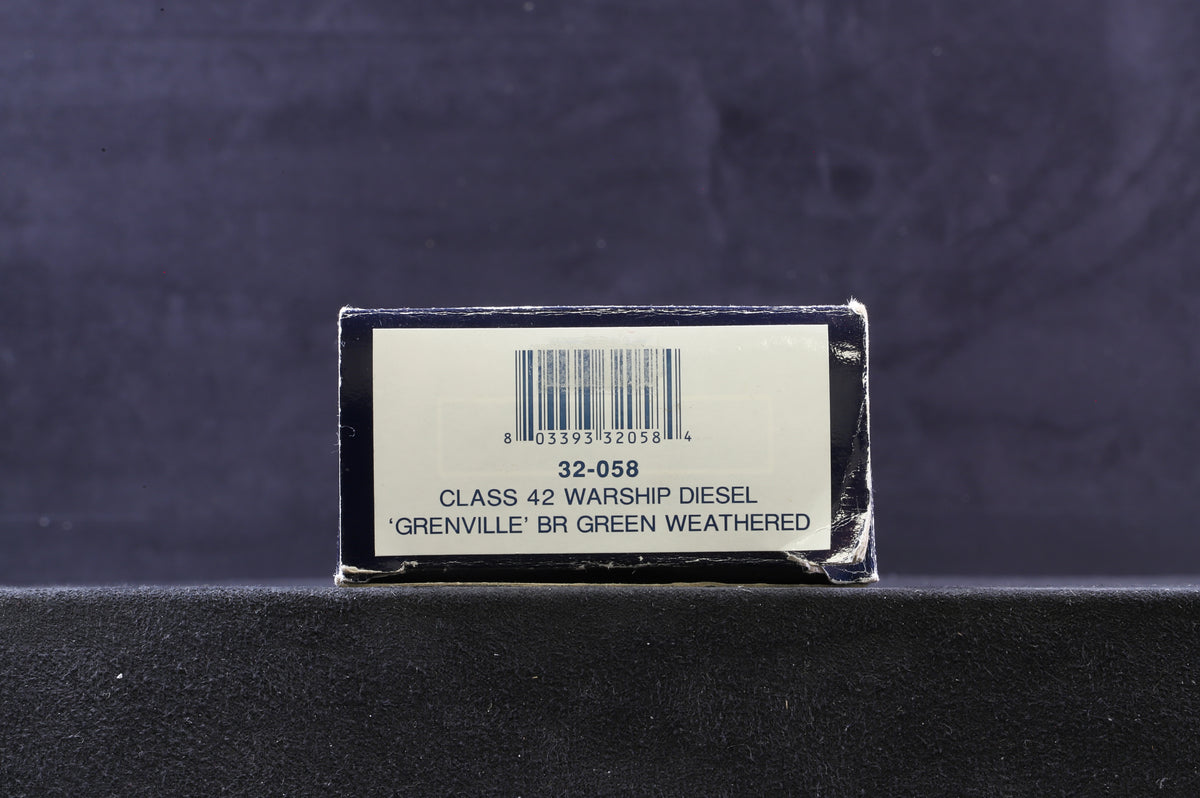 8 03393 32058 4
32-058
CLASS 42 WARSHIP DIESEL
‘GRENVILLE’ BR GREEN WEATHERED